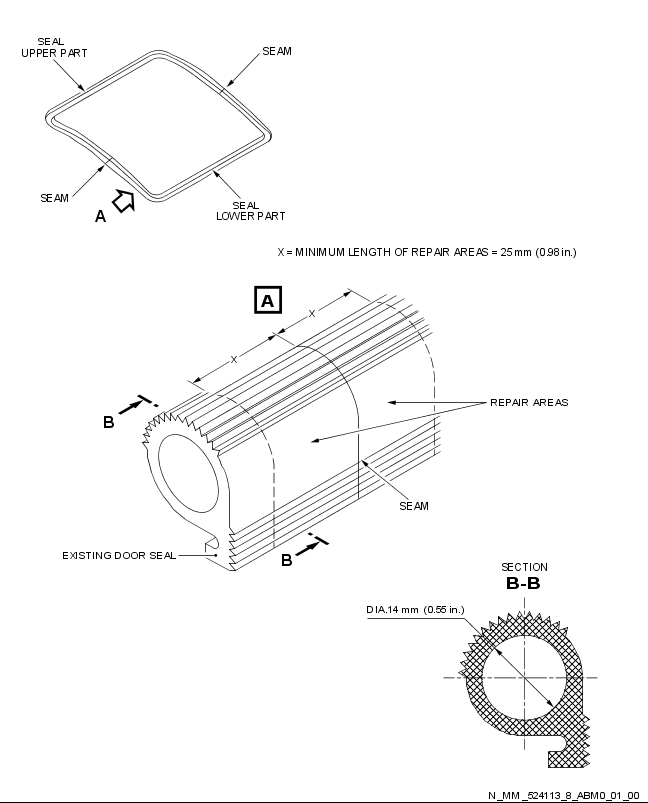 SEAL
UPPER PART
SEAM
SEAM
A
SEAL
LOWER PART
X = MINIMUM LENGTH OF REPAIR AREAS = 25 mm (0.98 in.)
A
X
X
B
REPAIR AREAS
SEAM
EXISTING DOOR SEAL
B
SECTION
B-B
DIA.14 mm (0.55 in.)
N_MM_524113_8_ABM0_01_00